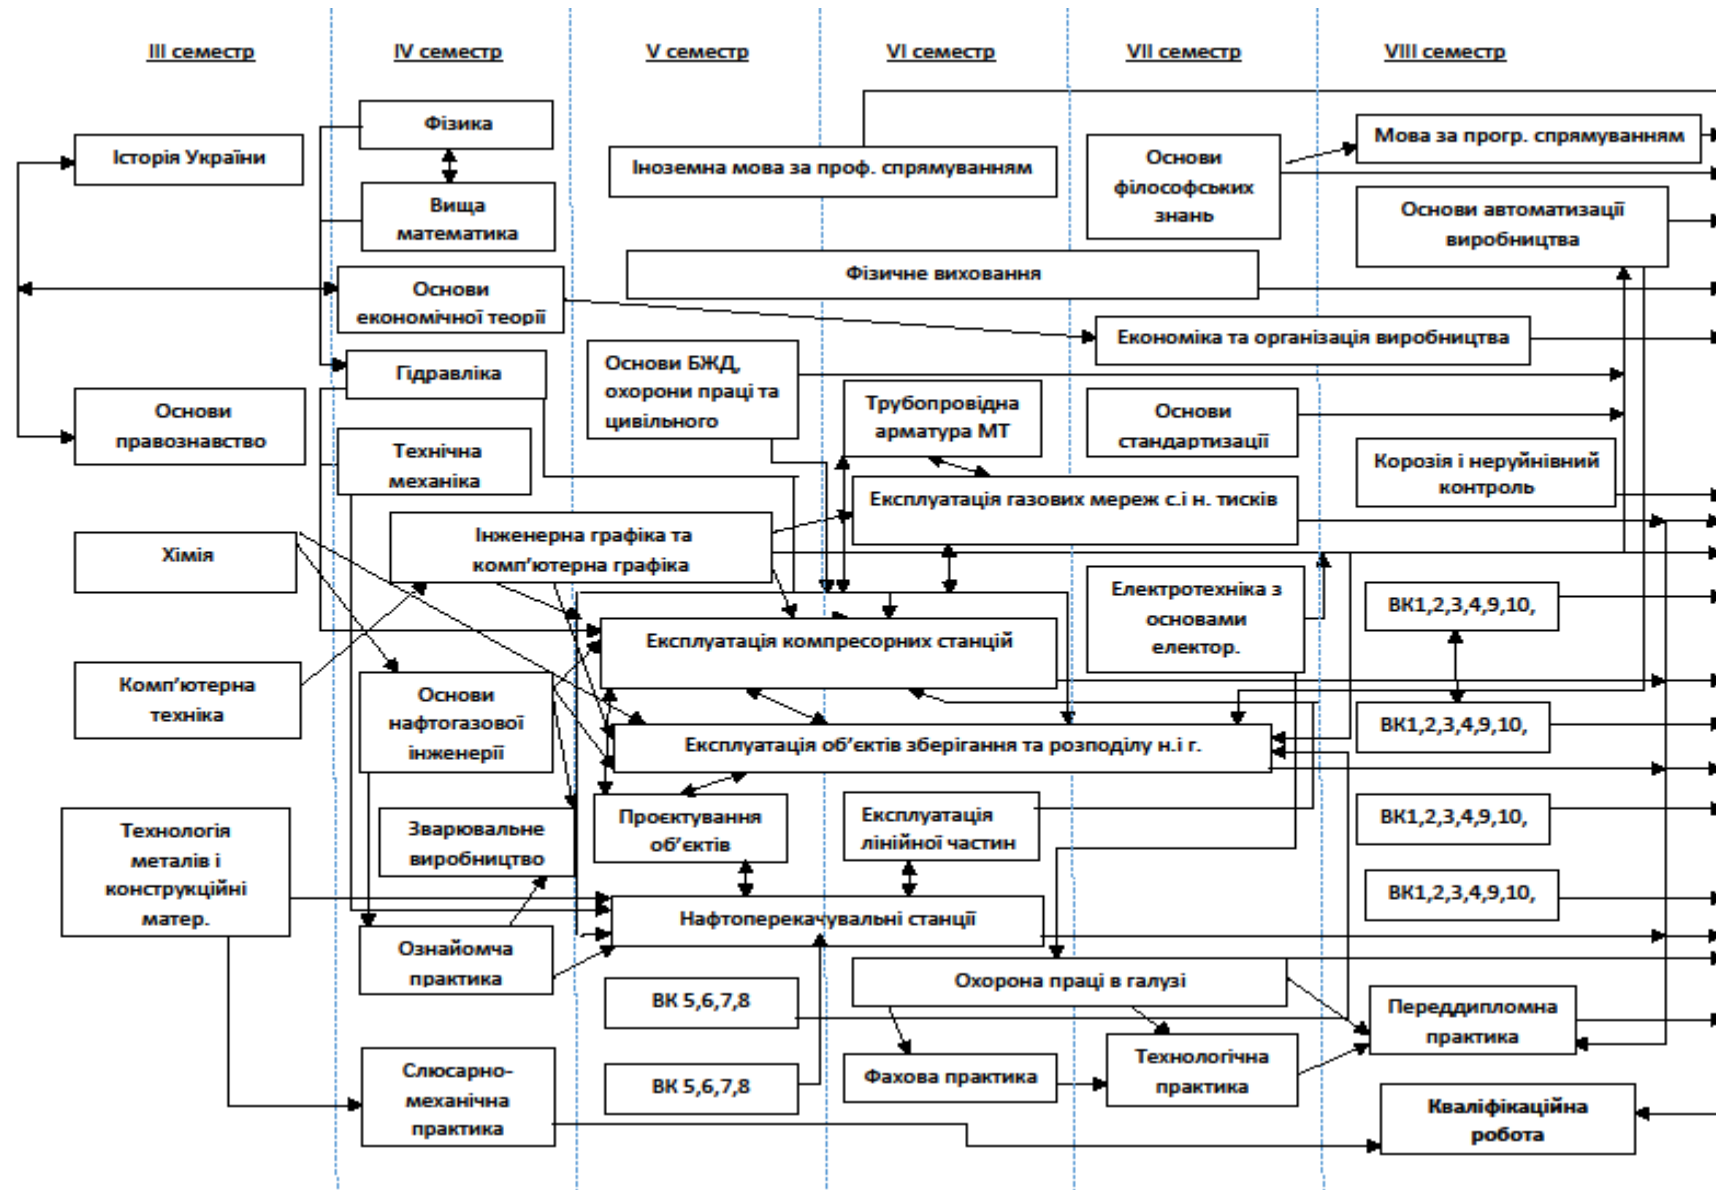 III семестр
IV семестр
V семестр
VI семестр
VII семестр
VIII семестр
Історія України
Основи
правознавство
Хімія
Комп'ютерна
техніка
Технологія
металів і
конструкційні
матер.
Фізика
Вища
математика
Основи
економічної теорії
Гідравліка
Технічна
механіка
Інженерна графіка та
комп'ютерна графіка
Основи
нафтогазової
інженерії
Зварювальне
виробництво
Ознайомча
практика
Слюсарно-
механічна
практика
Іноземна мова за проф. спрямуванням
Фізичне виховання
Основи БЖД,
охорони праці та
цивільного
Трубопровідна
арматура МТ
Експлуатація газових мереж с.і н. тисків
Експлуатація компресорних станцій
Експлуатація об'єктів зберігання та розподілу н.і г.
Проєктування
об'єктів
Експлуатація
лінійної частин
Нафтоперекачувальні станції
ВК 5,6,7,8
ВК 5,6,7,8
Охорона праці в галузі
Фахова практика
Технологічна
практика
Основи
філософських
знань
Економіка та організація виробництва
Основи
стандартизації
Електротехніка з
основами
електор.
Мова за прогр. спрямуванням
Основи автоматизації
виробництва
Корозія і неруйнівний
контроль
ВК1,2,3,4,9,10,
ВК1,2,3,4,9,10,
ВК1,2,3,4,9,10,
ВК1,2,3,4,9,10,
Переддипломна
практика
Кваліфікаційна
робота